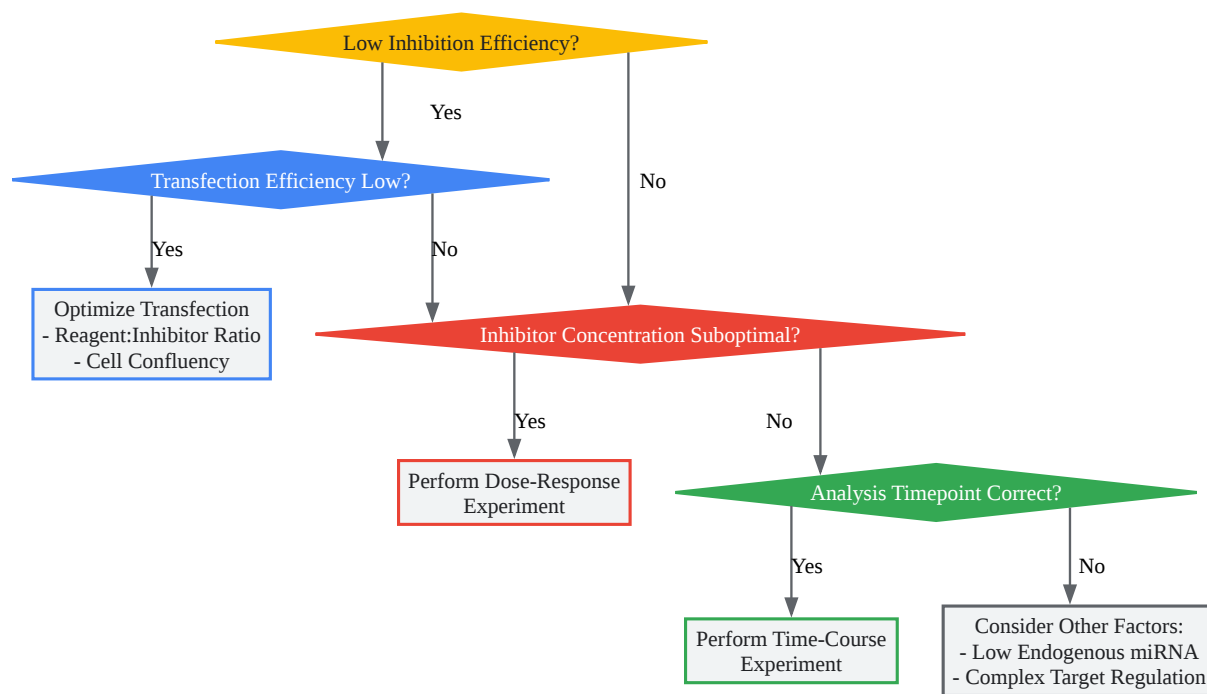 Low Inhibition Efficiency?
Yes
Transfection Efficiency Low?
No
Yes
No
Optimize Transfection
- Reagent:Inhibitor Ratio
- Cell Confluency
Inhibitor Concentration Suboptimal?
Yes
No
Perform Dose-Response
Experiment
Analysis Timepoint Correct?
Yes
No
Perform Time-Course
Experiment
Consider Other Factors:
- Low Endogenous miRNA
- Complex Target Regulation